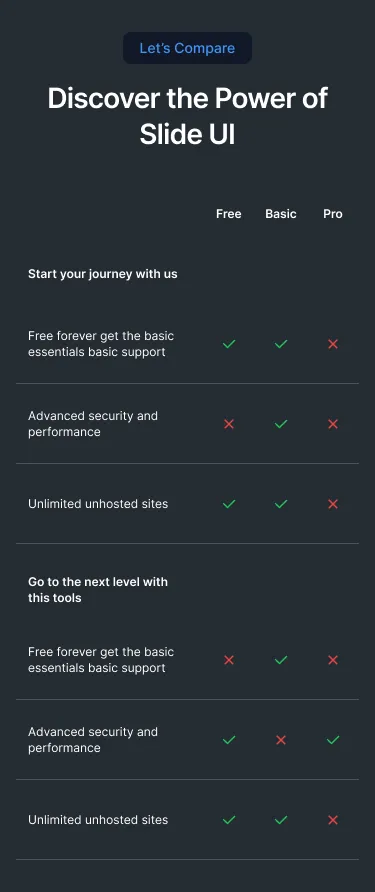 Let's Compare
Discover the Power of
Slide UI
Free Basic Pro
Start your journey with us
Free forever get the basic
essentials basic support
Advanced security and
performance
Unlimited unhosted sites
Go to the next level with
this tools
Free forever get the basic
essentials basic support
Advanced security and
performance
Unlimited unhosted sites